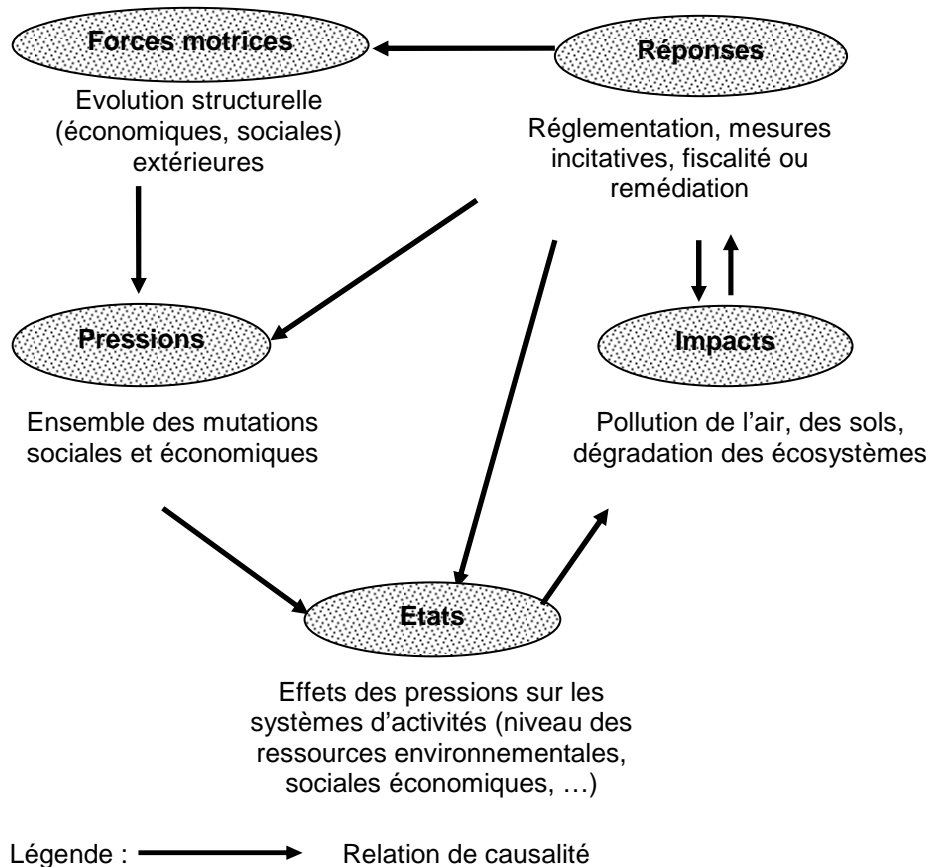 Forces motrices
Evolution structurelle
(économiques, sociales)
extérieures
Réponses
Réglementation, mesures
incitatives, fiscalité ou
remédiation
Pressions
Ensemble des mutations
sociales et économiques
Impacts
Pollution de l’air, des sols,
dégradation des écosystèmes
Etats
Effets des pressions sur les
systèmes d’activités (niveau des
ressources environnementales,
sociales économiques, …)
Légende : Relation de causalité